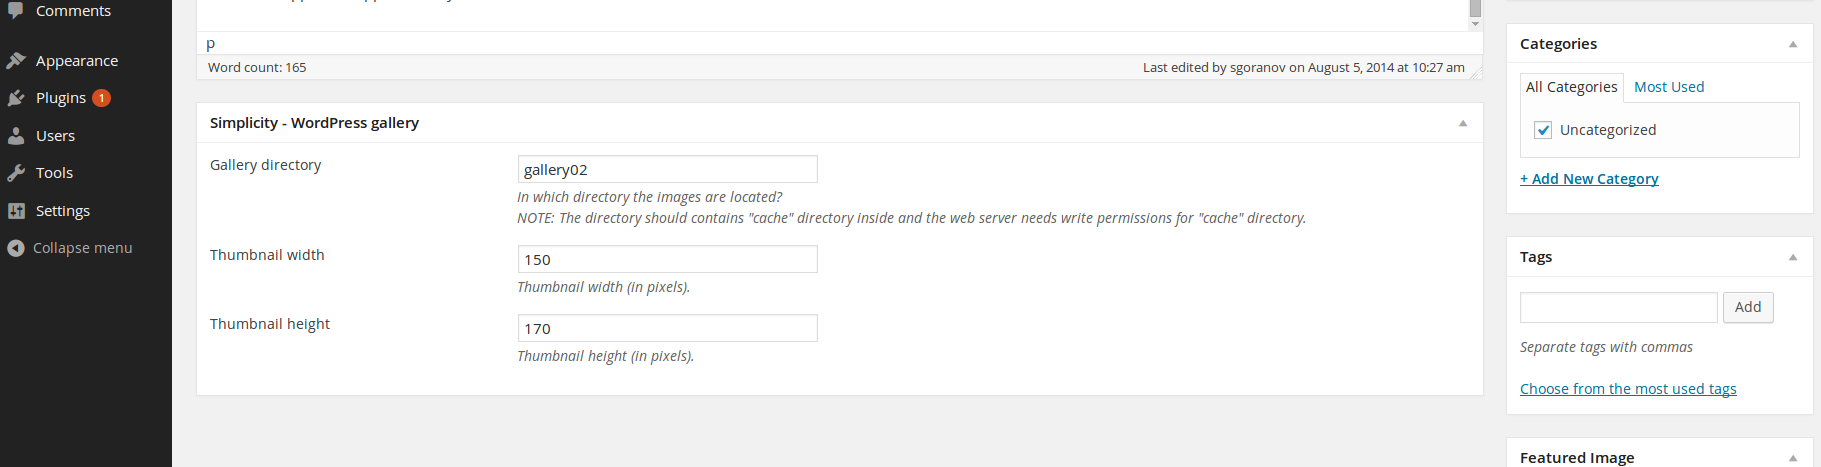 Comments
Appearance
Plugins 1
Users
Tools
Settings
Collapse menu
p
Word count: 165
Last edited by sgoranov on August 5, 2014 at 10:27 am
Simplicity - WordPress gallery
Gallery directory
gallery02
In which directory the images are located?
NOTE: The directory should contains "cache" directory inside and the web server needs write permissions for "cache" directory.
Thumbnail width
150
Thumbnail width (in pixels).
Thumbnail height
170
Thumbnail height (in pixels).
Categories
All Categories
Most Used
Uncategorized
+ Add New Category
Tags
Add
Separate tags with commas
Choose from the most used tags
Featured Image